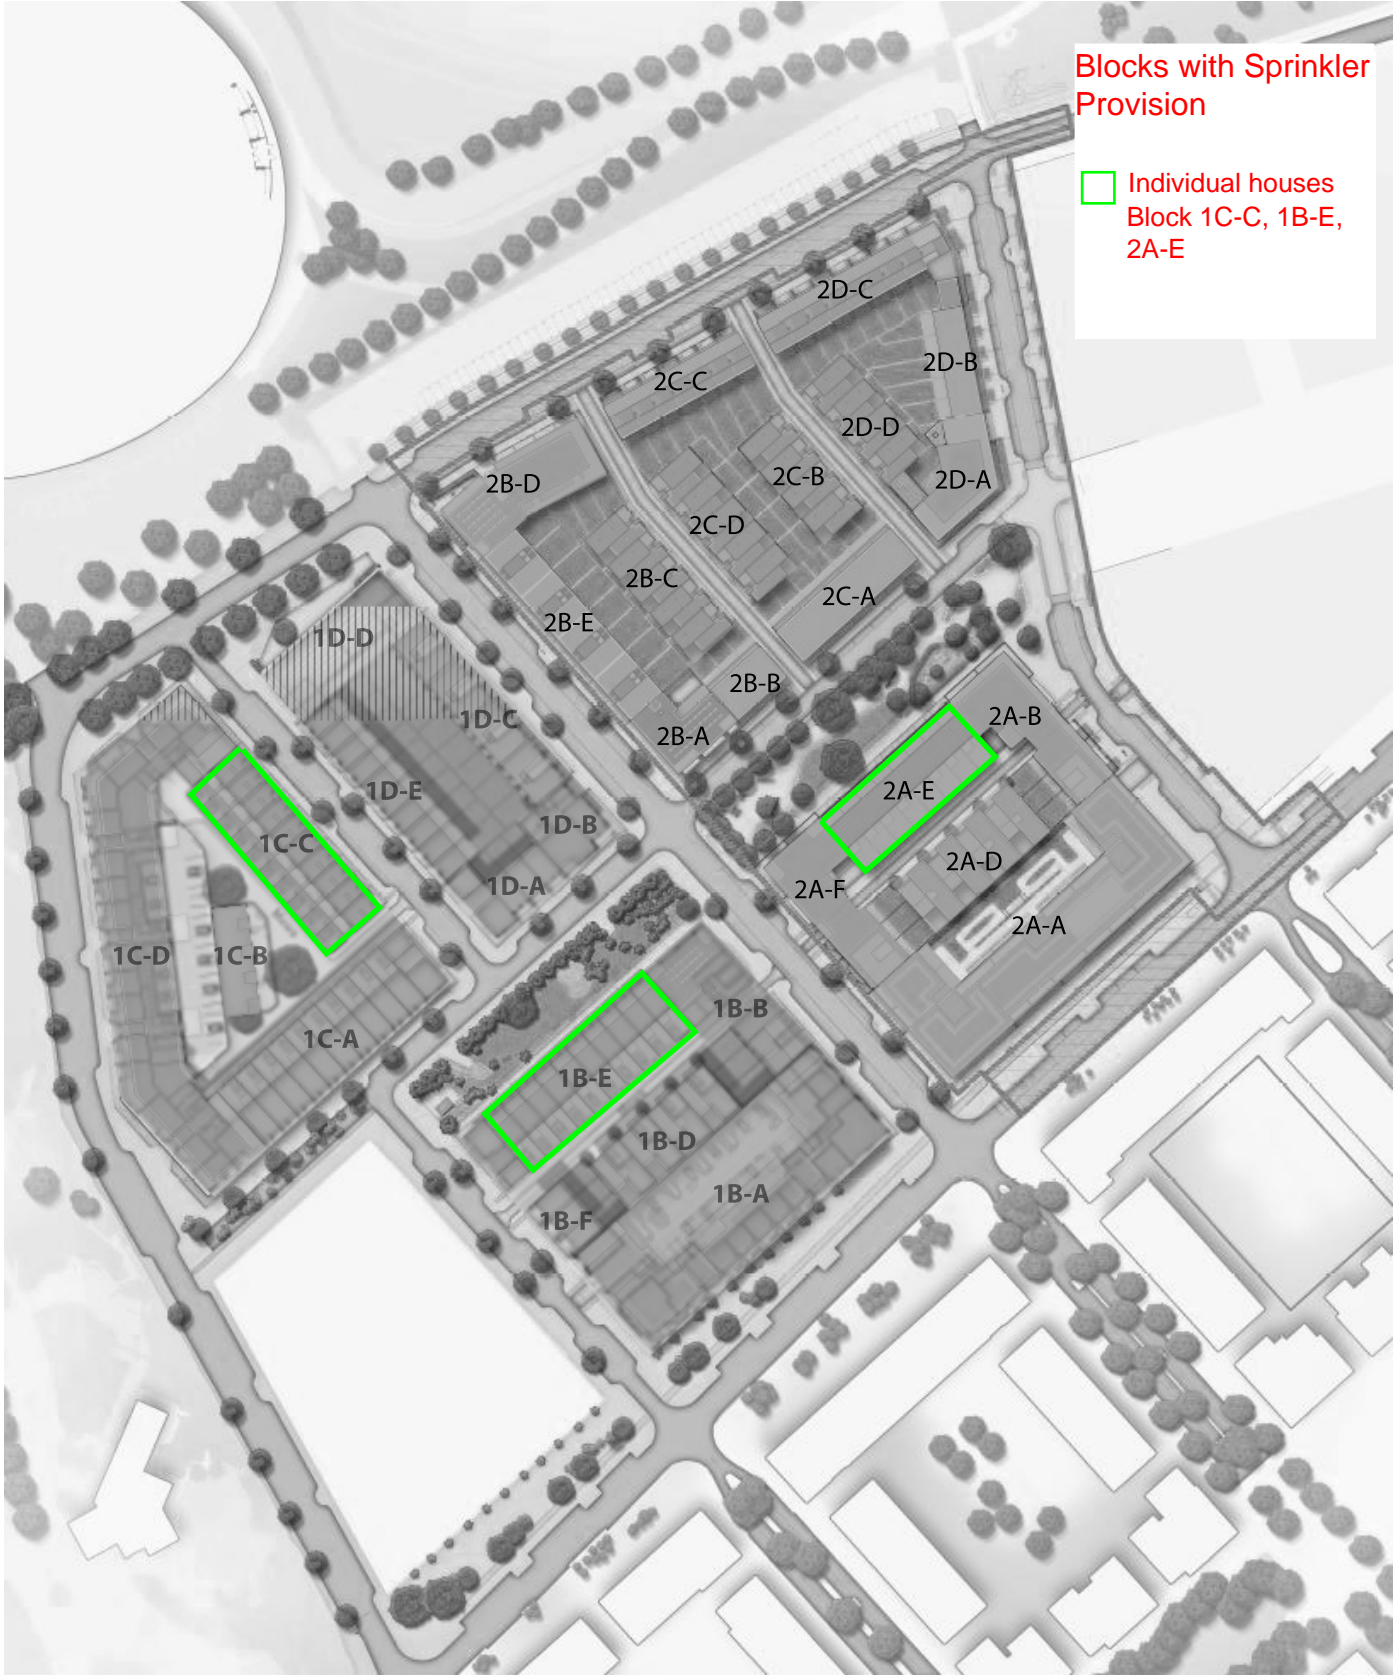 Blocks with Sprinkler
Provision
Individual houses
Block 1C-C, 1B-E,
2A-E
2D-C
2D-B
2C-C
2D-D
2C-B
2D-A
2B-D
2C-D
2B-C
2C-A
2B-E
1D-D
2B-B
1D-C
2A-B
2B-A
1D-E
2A-E
1D-B
1C-C
2A-D
1D-A
2A-F
2A-A
1C-D
1C-B
1B-B
1C-A
1B-E
1B-D
1B-A
1B-F